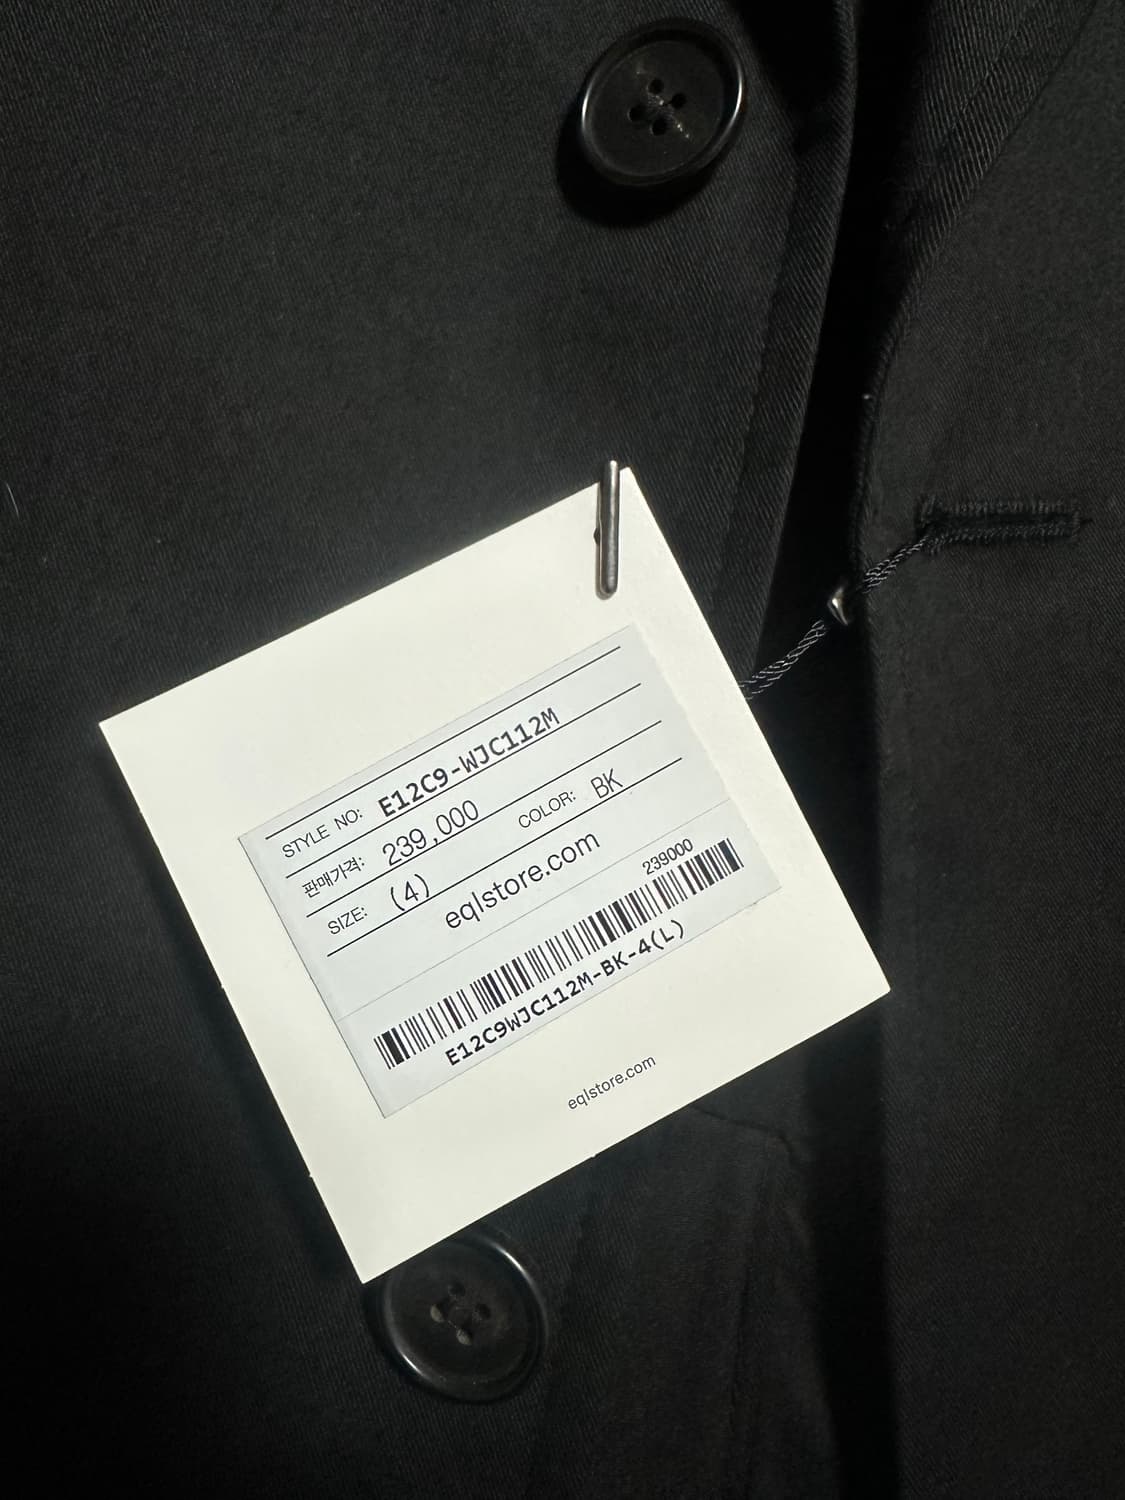 STYLE NO: E12C9-WJC112M
판매가격: 239,000
SIZE: (4) COLOR: BK
eqlstore.com
239000
E12C9WJC112M-BK-4(L)
eqlstore.com